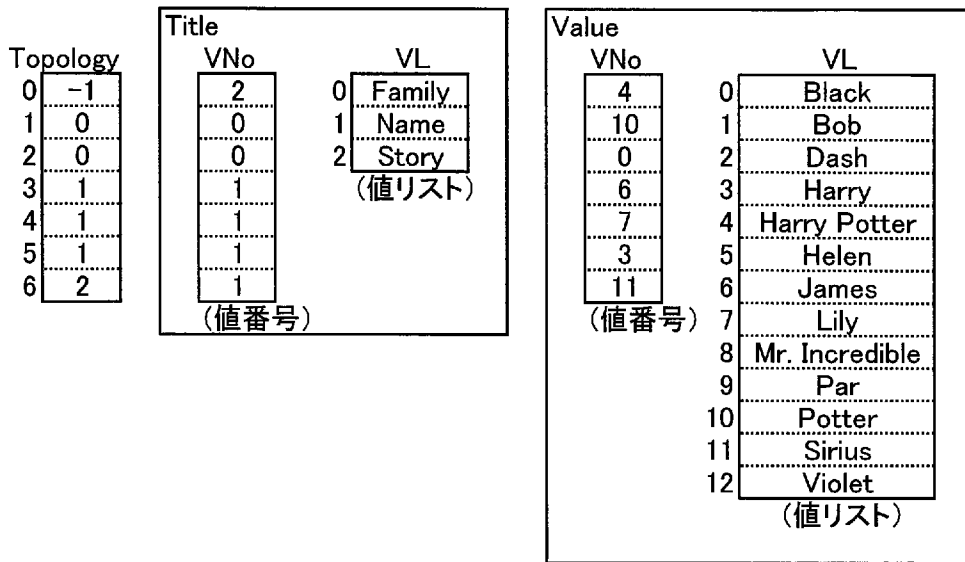 Title
Value
Topology VNo VL VNo VL
0 -1 2 0 Family 4 0 Black
1 0 0 1 Name 10 1 Bob
2 0 0 2 Story 0 2 Dash
3 1 1 (値リスト) 6 3 Harry
4 1 1 7 4 Harry Potter
5 1 1 3 5 Helen
6 2 1 11 6 James
(値番号) (値番号) 7 Lily
8 Mr. Incredible
9 Par
10 Potter
11 Sirius
12 Violet
(値リスト)